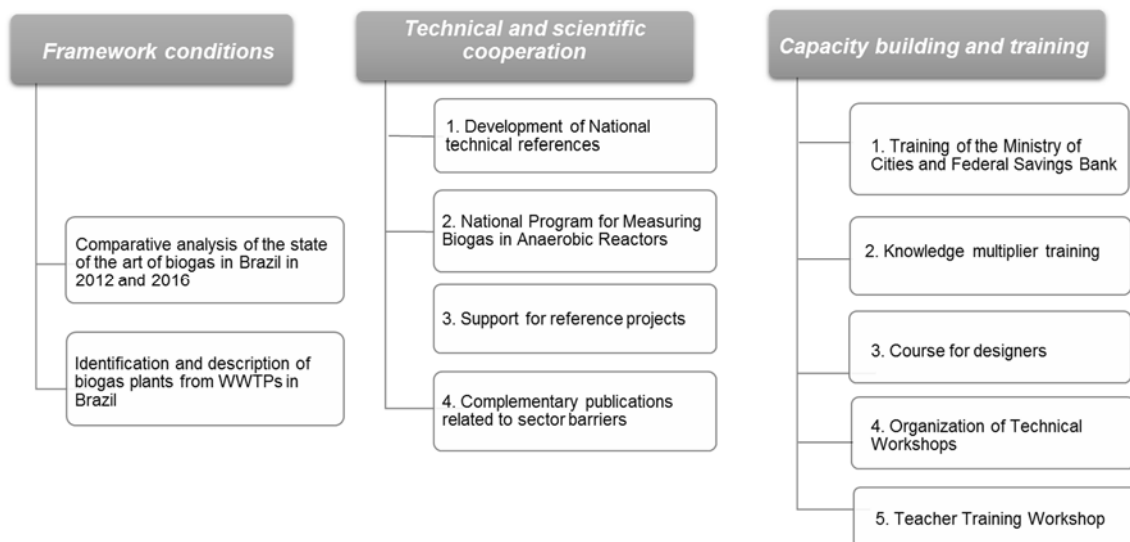 Framework conditions
Comparative analysis of the state
of the art of biogas in Brazil in
2012 and 2016
Identification and description of
biogas plants from WWTPs in
Brazil
Technical and scientific
cooperation
1. Development of National
technical references
2. National Program for Measuring
Biogas in Anaerobic Reactors
3. Support for reference projects
4. Complementary publications
related to sector barriers
Capacity building and training
1. Training of the Ministry of
Cities and Federal Savings Bank
2. Knowledge multiplier training
3. Course for designers
4. Organization of Technical
Workshops
5. Teacher Training Workshop